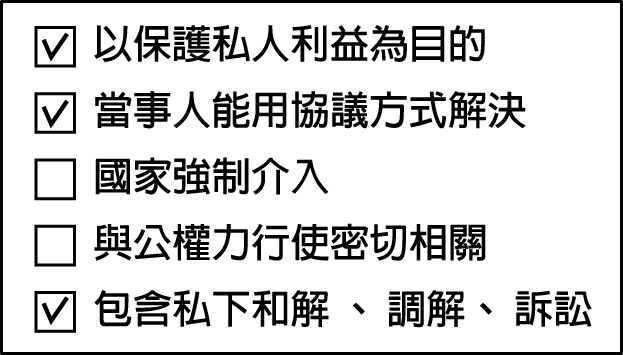 ☑ 以保護私人利益為目的
☑ 當事人能用協議方式解決
☐ 國家強制介入
☐ 與公權力行使密切相關
☑ 包含私下和解、調解、訴訟